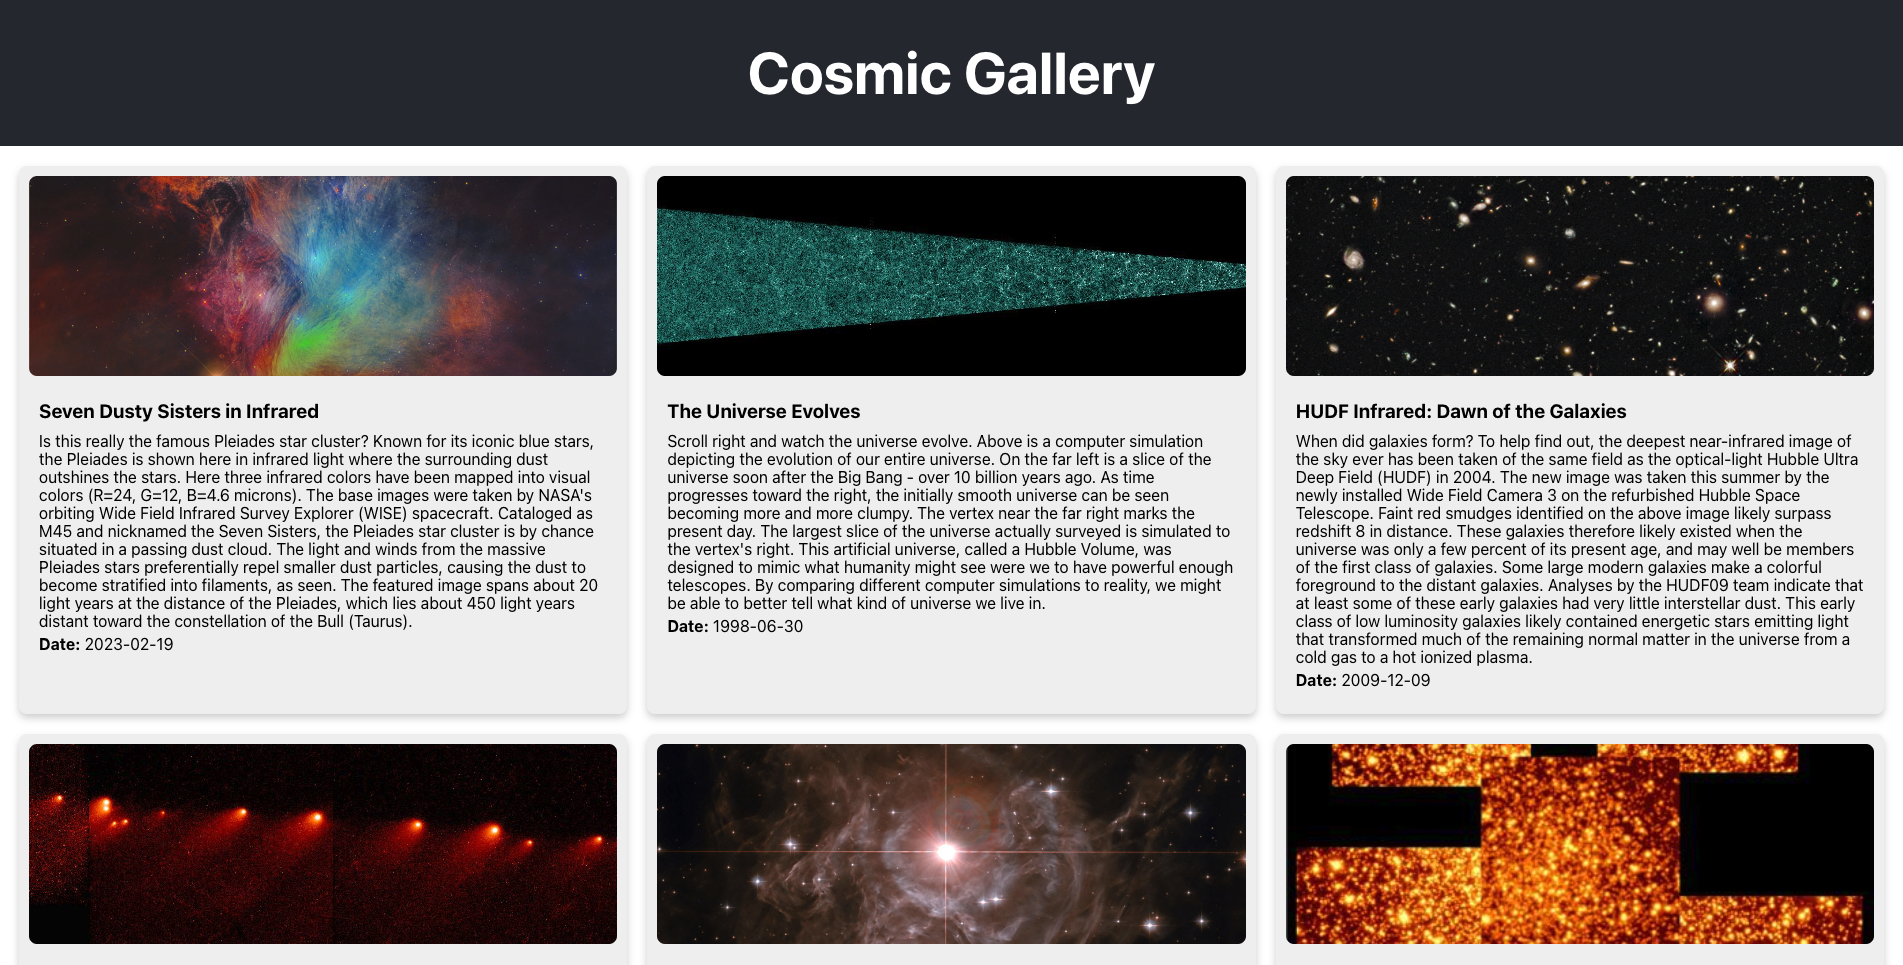 Cosmic Gallery
Seven Dusty Sisters in Infrared
Is this really the famous Pleiades star cluster? Known for its iconic blue stars,
the Pleiades is shown here in infrared light where the surrounding dust
outshines the stars. Here three infrared colors have been mapped into visual
colors (R=24, G=12, B=4.6 microns). The base images were taken by NASA's
orbiting Wide Field Infrared Survey Explorer (WISE) spacecraft. Cataloged as
M45 and nicknamed the Seven Sisters, the Pleiades star cluster is by chance
situated in a passing dust cloud. The light and winds from the massive
Pleiades stars preferentially repel smaller dust particles, causing the dust to
become stratified into filaments, as seen. The featured image spans about 20
light years at the distance of the Pleiades, which lies about 450 light years
distant toward the constellation of the Bull (Taurus).
Date: 2023-02-19
The Universe Evolves
Scroll right and watch the universe evolve. Above is a computer simulation
depicting the evolution of our entire universe. On the far left is a slice of the
universe soon after the Big Bang - over 10 billion years ago. As time
progresses toward the right, the initially smooth universe can be seen
becoming more and more clumpy. The vertex near the far right marks the
present day. The largest slice of the universe actually surveyed is simulated to
the vertex's right. This artificial universe, called a Hubble Volume, was
designed to mimic what humanity might see were we to have powerful enough
telescopes. By comparing different computer simulations to reality, we might
be able to better tell what kind of universe we live in.
Date: 1998-06-30
HUDF Infrared: Dawn of the Galaxies
When did galaxies form? To help find out, the deepest near-infrared image of
the sky ever has been taken of the same field as the optical-light Hubble Ultra
Deep Field (HUDF) in 2004. The new image was taken this summer by the
newly installed Wide Field Camera 3 on the refurbished Hubble Space
Telescope. Faint red smudges identified on the above image likely surpass
redshift 8 in distance. These galaxies therefore likely existed when the
universe was only a few percent of its present age, and may well be members
of the first class of galaxies. Some large modern galaxies make a colorful
foreground to the distant galaxies. Analyses by the HUDF09 team indicate that
at least some of these early galaxies had very little interstellar dust. This early
class of low luminosity galaxies likely contained energetic stars emitting light
that transformed much of the remaining normal matter in the universe from a
cold gas to a hot ionized plasma.
Date: 2009-12-09